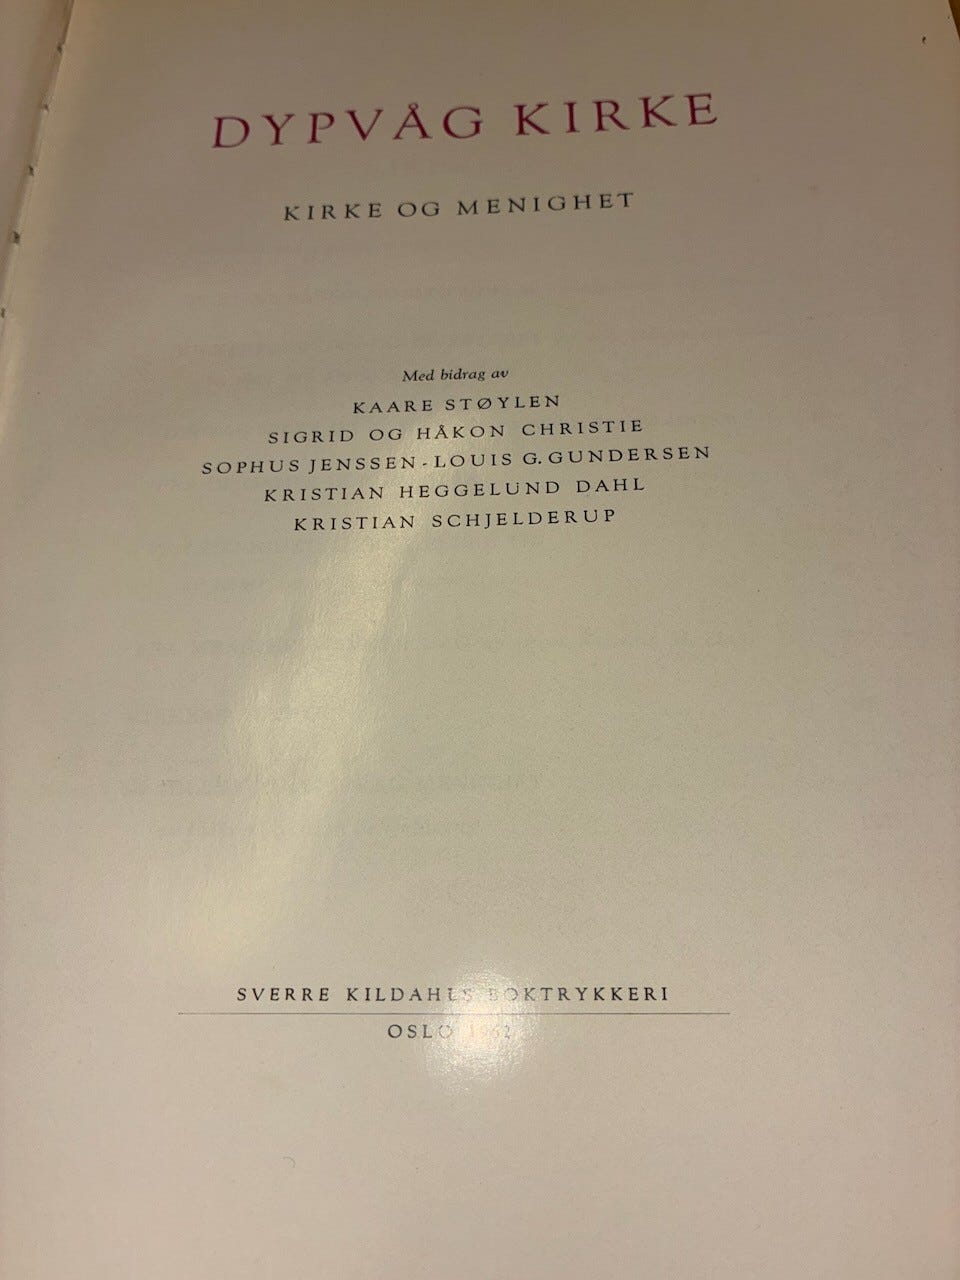 DYPVÅG KIRKE
KIRKE OG MENIGHET
Med bidrag av
KAARE STØYLEN
SIGRID OG HÅKON CHRISTIE
SOPHUS JENSSEN - LOUIS G. GUNDERSEN
KRISTIAN HEGGELUND DAHL
KRISTIAN SCHJELDERUP
SVERRE KILDAHLS BOKTRYKKERI
OSLO 1962